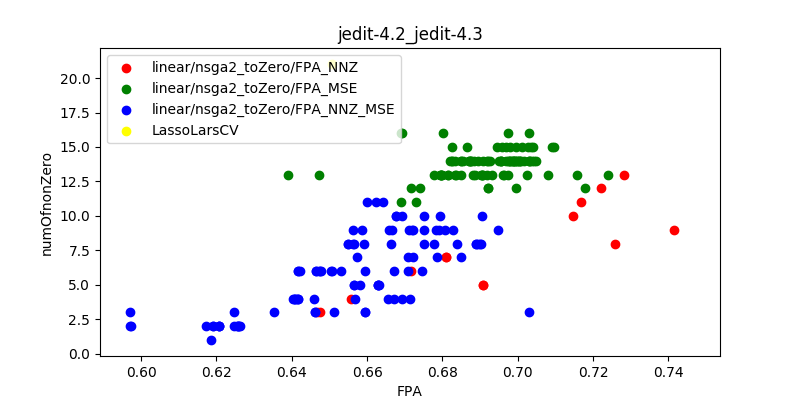 jedit-4.2_jedit-4.3
linear/nsga2_toZero/FPA_NNZ
linear/nsga2_toZero/FPA_MSE
linear/nsga2_toZero/FPA_NNZ_MSE
LassoLarsCV
numOfnonZero
20.0
17.5
15.0
12.5
10.0
7.5
5.0
2.5
0.0
0.60 0.62 0.64 0.66 0.68 0.70 0.72 0.74
FPA